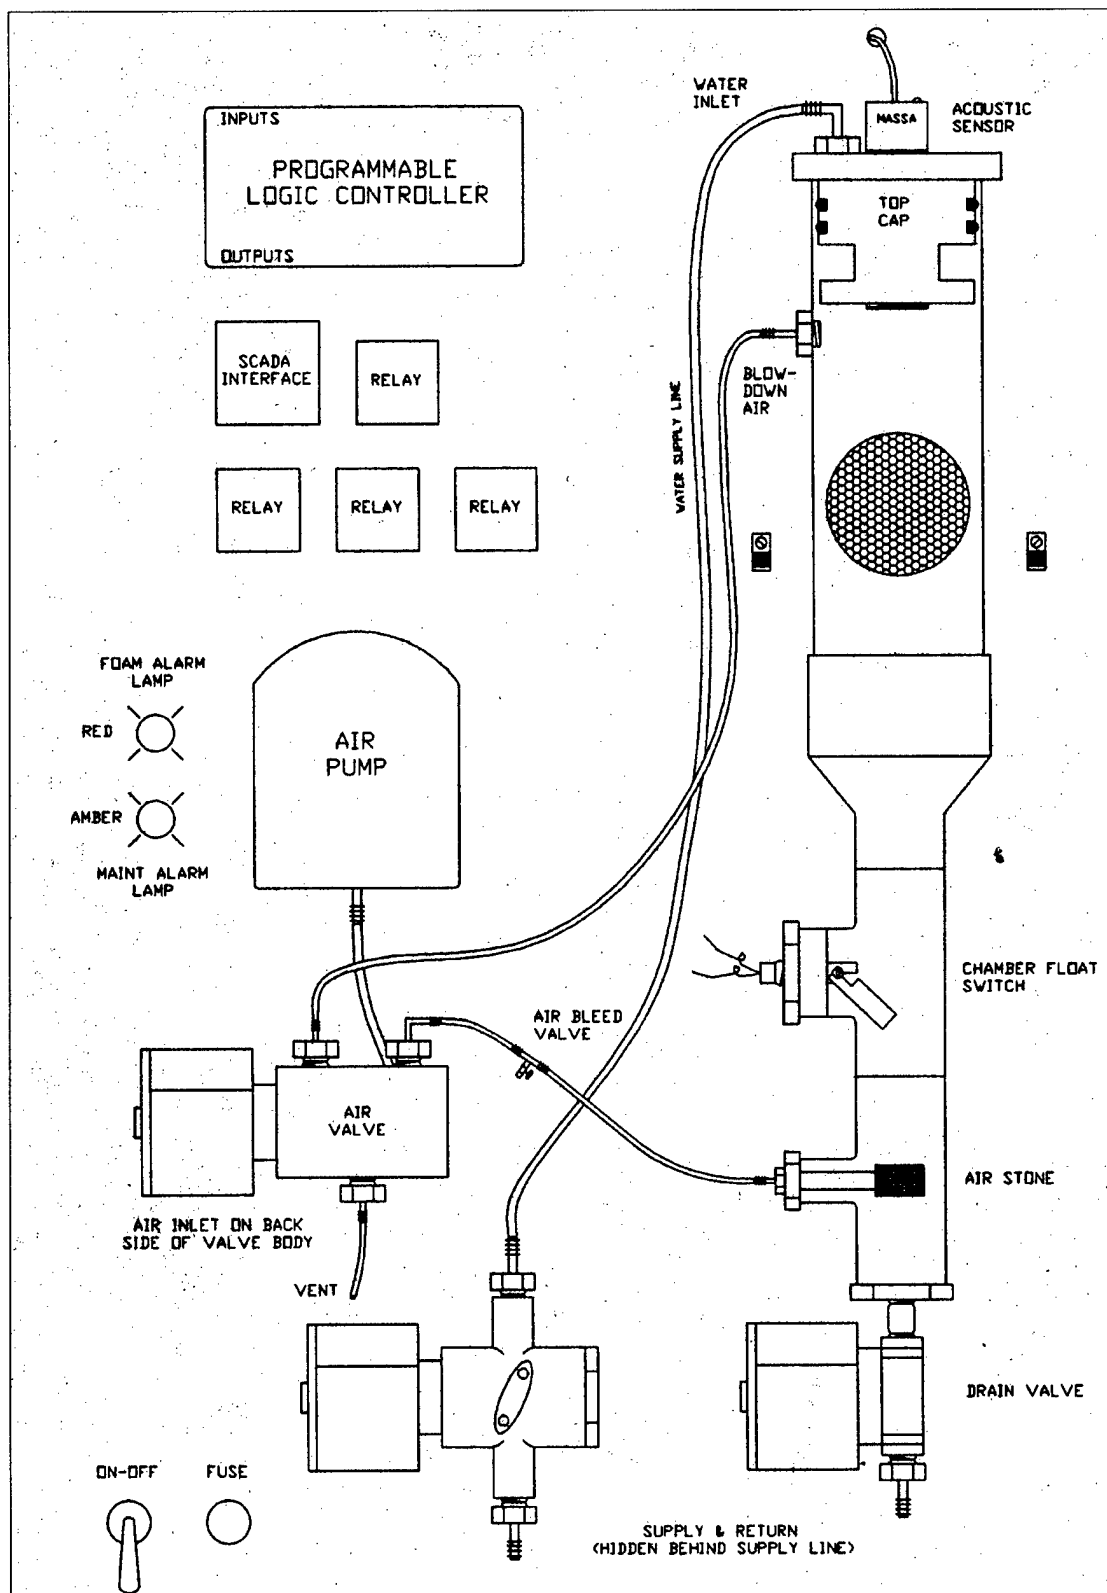 WATER
INLET
MASSA
ACOUSTIC
SENSOR
INPUTS
PROGRAMMABLE
LOGIC CONTROLLER
OUTPUTS
TOP
CAP
SCADA
INTERFACE
RELAY
BLOW-
DOWN
AIR
WATER SUPPLY LINE
RELAY
RELAY
RELAY
FOAM ALARM
LAMP
RED
AIR
PUMP
AMBER
MAINT ALARM
LAMP
CHAMBER FLOAT
SWITCH
AIR BLEED
VALVE
AIR
VALVE
AIR STONE
AIR INLET ON BACK
SIDE OF VALVE BODY
VENT
DRAIN VALVE
ON-OFF
FUSE
SUPPLY & RETURN
(HIDDEN BEHIND SUPPLY LINE)